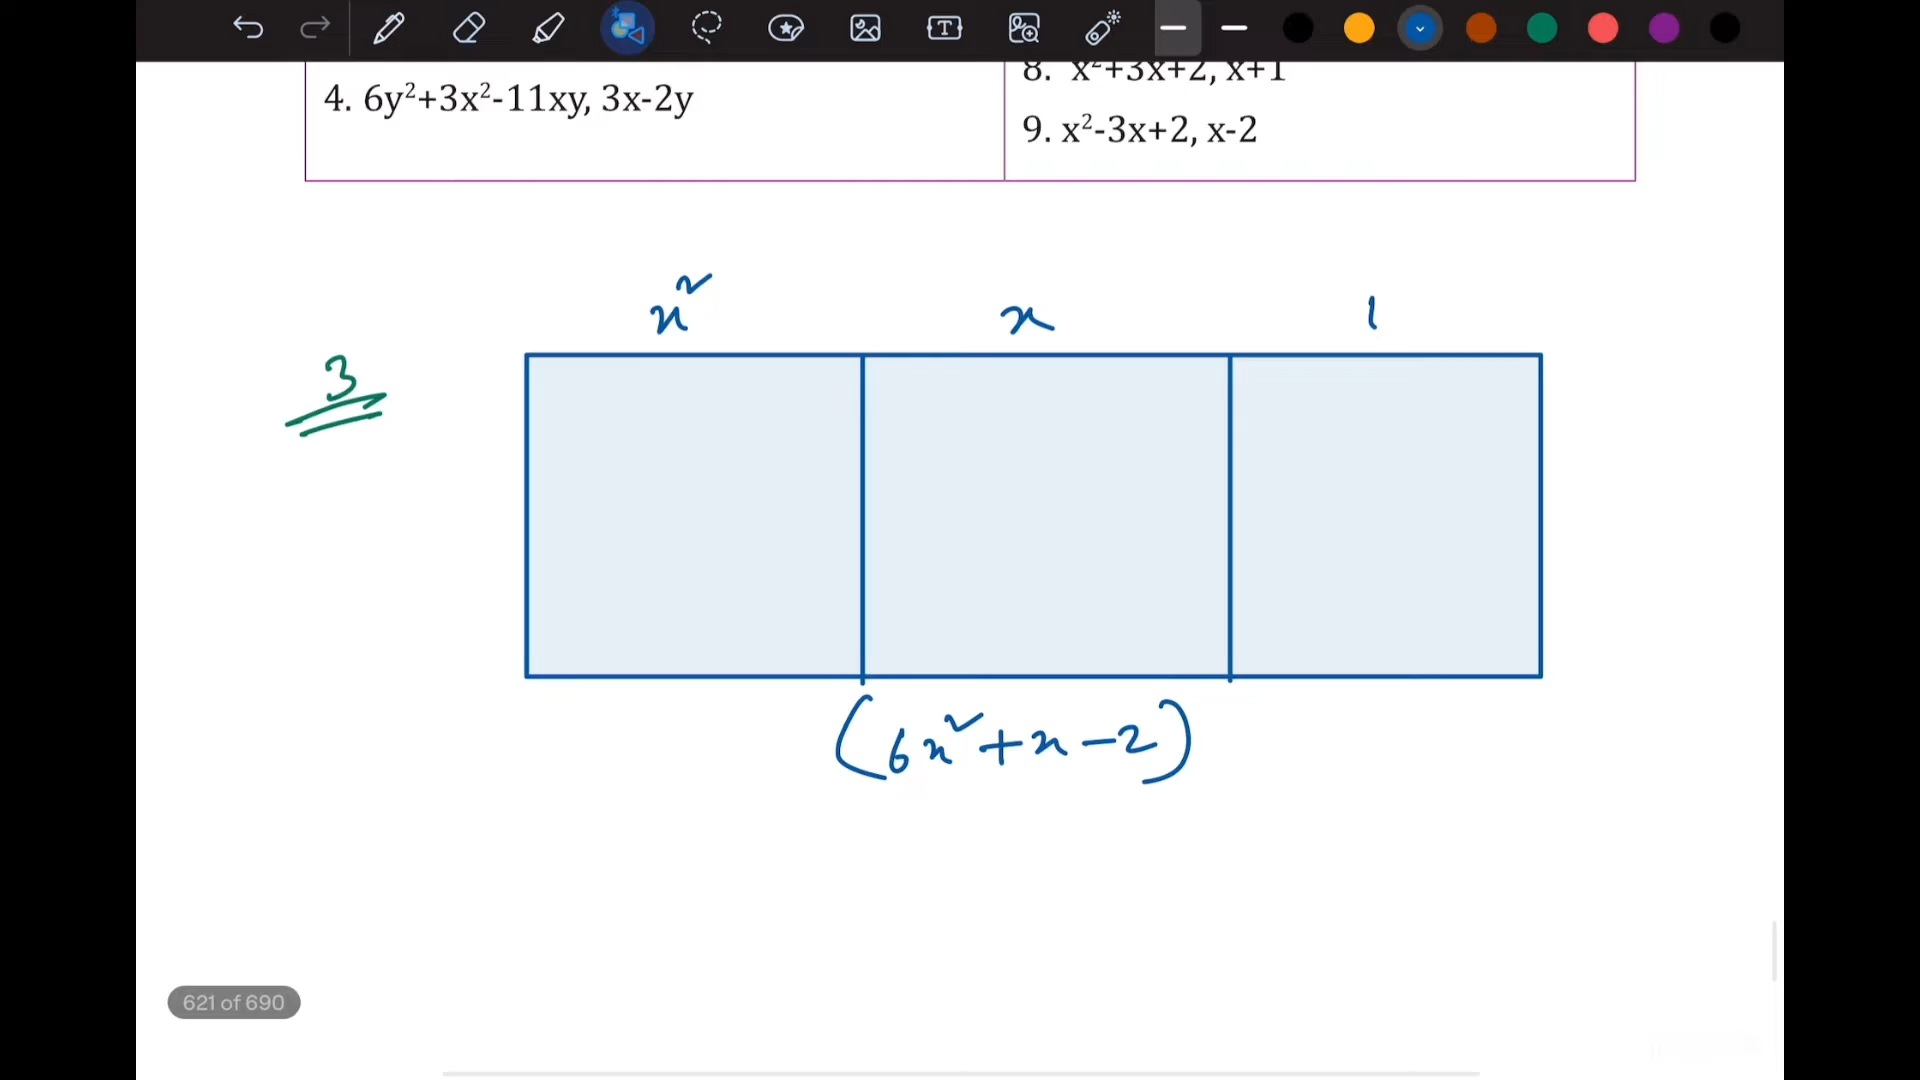 8. x²+3x+2, x+1
4. 6y²+3x²-11xy, 3x-2y
9. x²-3x+2, x-2
x² x 1
3
(6x²+x-2)
621 of 690